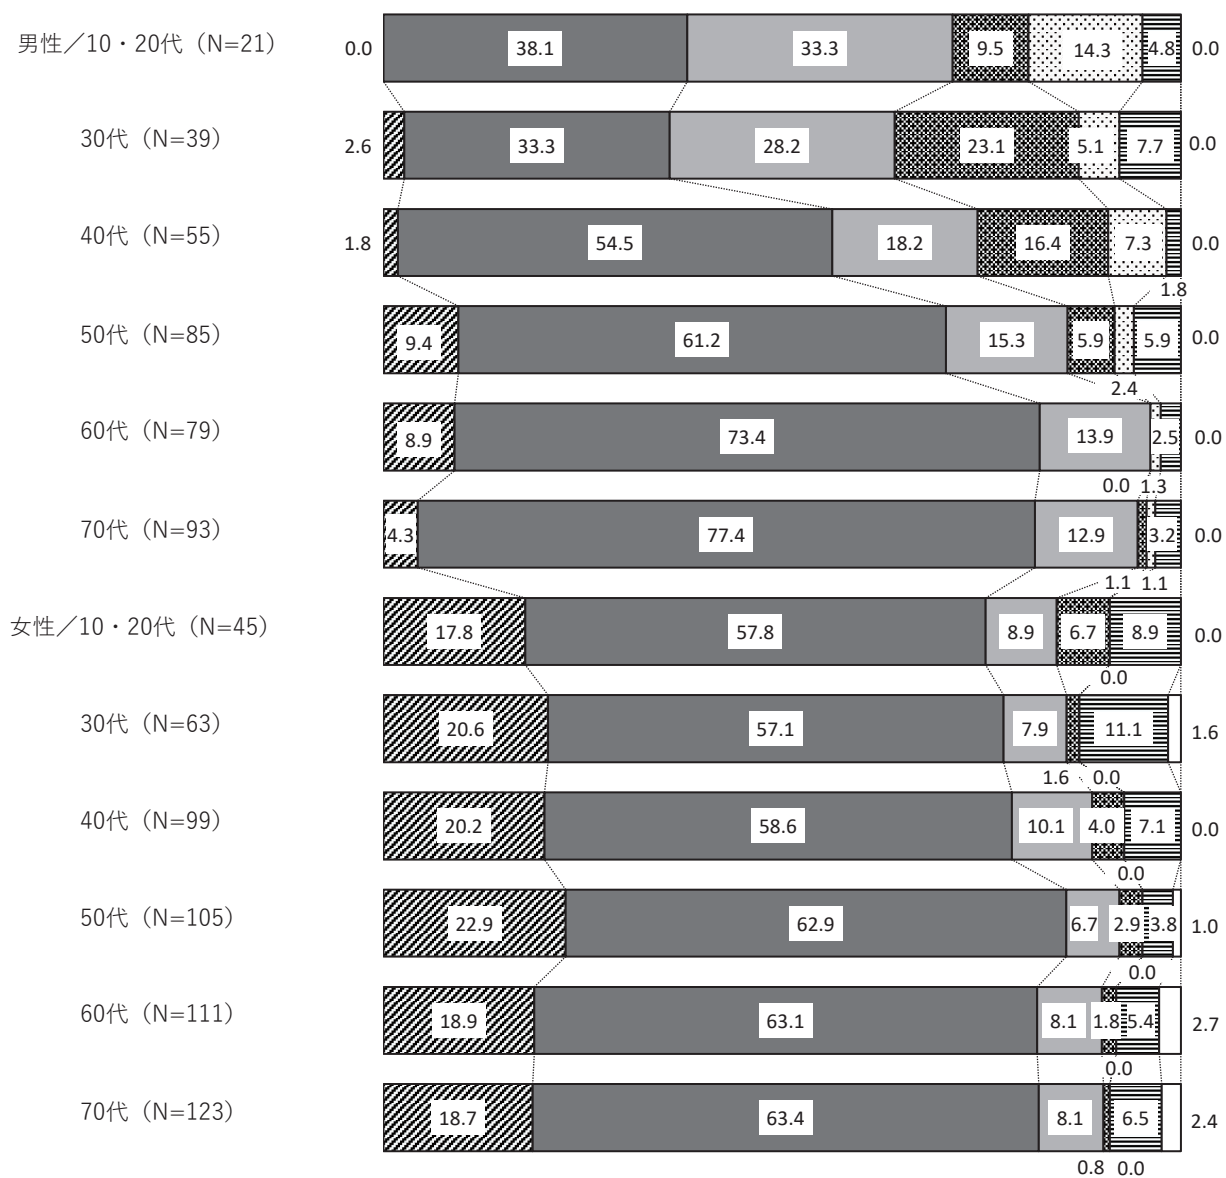 男性／10・20代（N=21） 0.0 38.1 33.3 9.5 14.3 4.8 0.0
30代（N=39） 2.6 33.3 28.2 23.1 5.1 7.7 0.0
40代（N=55） 1.8 54.5 18.2 16.4 7.3 0.0
1.8
50代（N=85） 9.4 61.2 15.3 5.9 5.9 0.0
2.4
60代（N=79） 8.9 73.4 13.9 2.5 0.0
0.0 1.3
70代（N=93） 4.3 77.4 12.9 3.2 0.0
1.1 1.1
女性／10・20代（N=45） 17.8 57.8 8.9 6.7 8.9 0.0
0.0
30代（N=63） 20.6 57.1 7.9 11.1 1.6
1.6 0.0
40代（N=99） 20.2 58.6 10.1 4.0 7.1 0.0
0.0
50代（N=105） 22.9 62.9 6.7 2.9 3.8 1.0
0.0
60代（N=111） 18.9 63.1 8.1 1.8 5.4 2.7
0.0
70代（N=123） 18.7 63.4 8.1 6.5 2.4
0.8 0.0